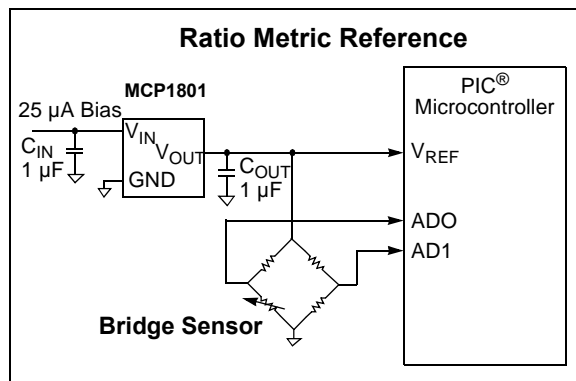 Ratio Metric Reference
MCP1801
PIC®
Microcontroller
25 µA Bias
VIN
VOUT
GND
CIN
1 µF
COUT
1 µF
VREF
ADO
AD1
Bridge Sensor